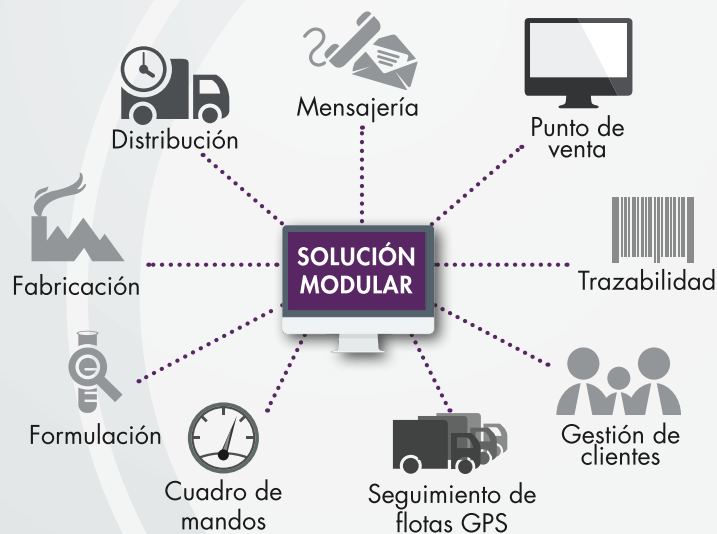 Mensajería
Distribución
Punto de
venta
SOLUCIÓN
MODULAR
Fabricación
Trazabilidad
Formulación
Gestión de
clientes
Cuadro de
mandos
Seguimiento de
flotas GPS